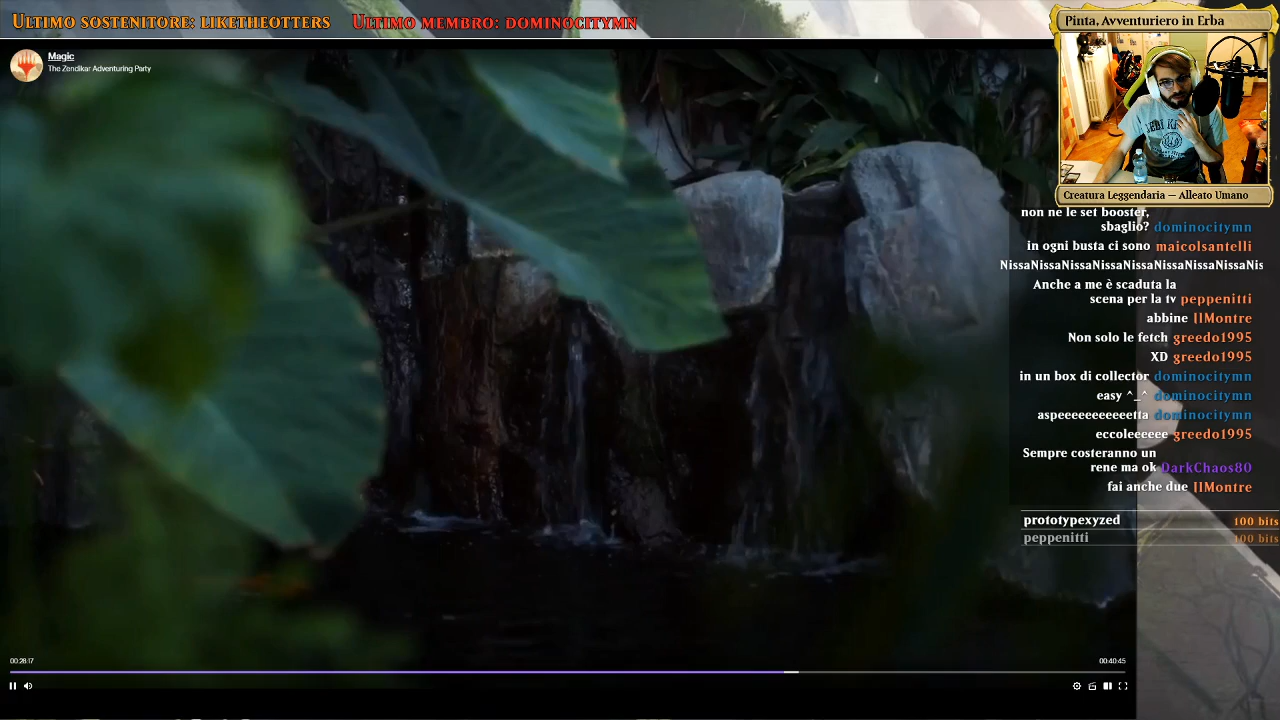 Ultimo sostenitore: liketheotters Ultimo membro: dominocitymn
Pinta, Avventuriero in Erba
Magic
The Zendikar Adventuring Party
Creatura Leggendaria – Alleato Umano
non ne le set booster,
sbaglio? dominocitymn
in ogni busta ci sono maicolsantelli
NissaNissaNissaNissaNissaNissaNissaNissaNis
Anche a me è scaduta la
scena per la tv peppenitti
abbine IlMontre
Non solo le fetch greedo1995
XD greedo1995
in un box di collector dominocitymn
easy ^_^ dominocitymn
aspeeeeeeeeeeetta dominocitymn
eccoleeeeee greedo1995
Sempre costeranno un
rene ma ok DarkChaos80
fai anche due IlMontre
prototypexyzed 100 bits
peppenitti 100 bits
00:28:17 00:40:45